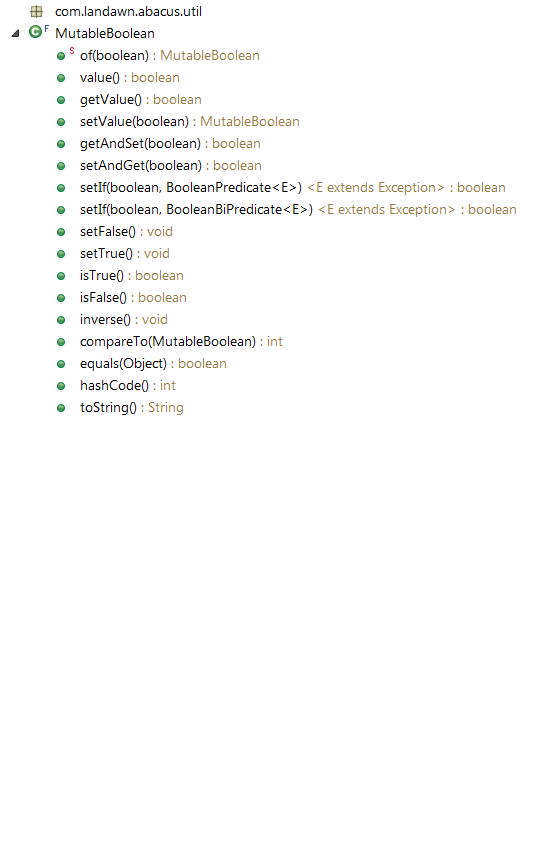 com.landawn.abacus.util
C F MutableBoolean
S of(boolean) : MutableBoolean
value() : boolean
getValue() : boolean
setValue(boolean) : MutableBoolean
getAndSet(boolean) : boolean
setAndGet(boolean) : boolean
setIf(boolean, BooleanPredicate<E>) <E extends Exception> : boolean
setIf(boolean, BooleanBiPredicate<E>) <E extends Exception> : boolean
setFalse() : void
setTrue() : void
isTrue() : boolean
isFalse() : boolean
inverse() : void
compareTo(MutableBoolean) : int
equals(Object) : boolean
hashCode() : int
toString() : String